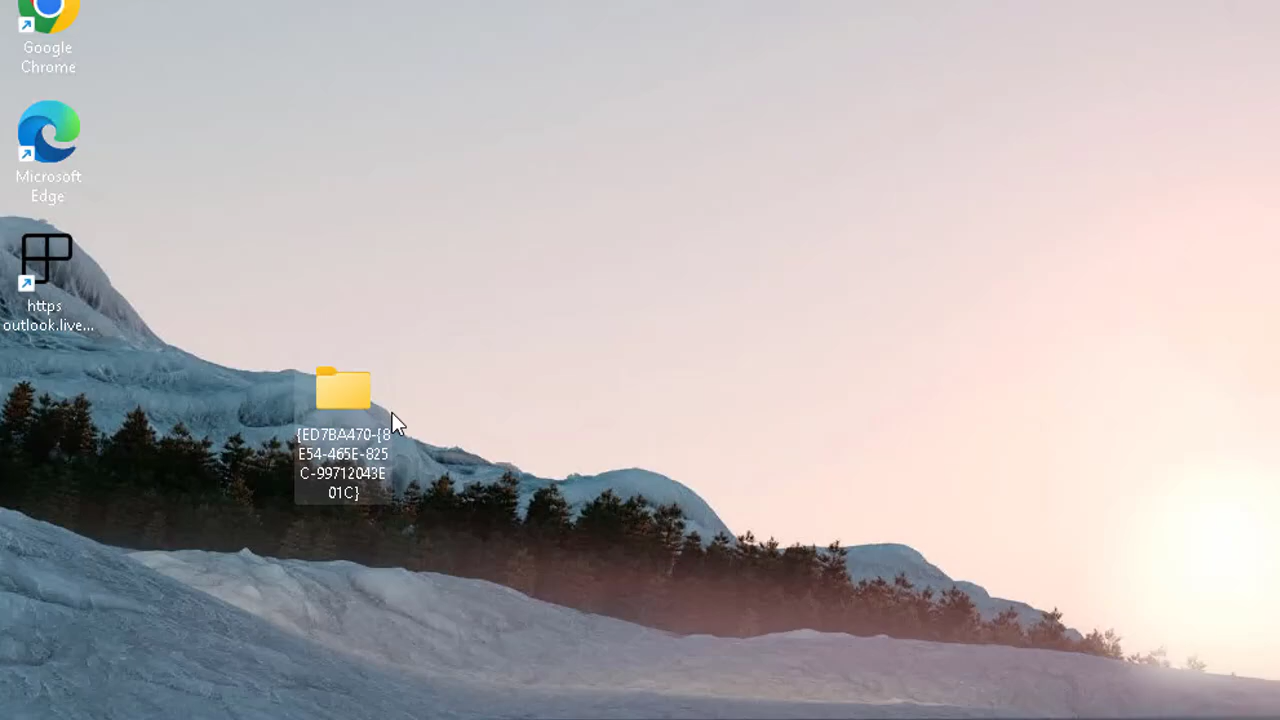 Google
Chrome
Microsoft
Edge
https
outlook.live...
{ED7BA470-{8
E54-465E-825
C-99712043E
01C}